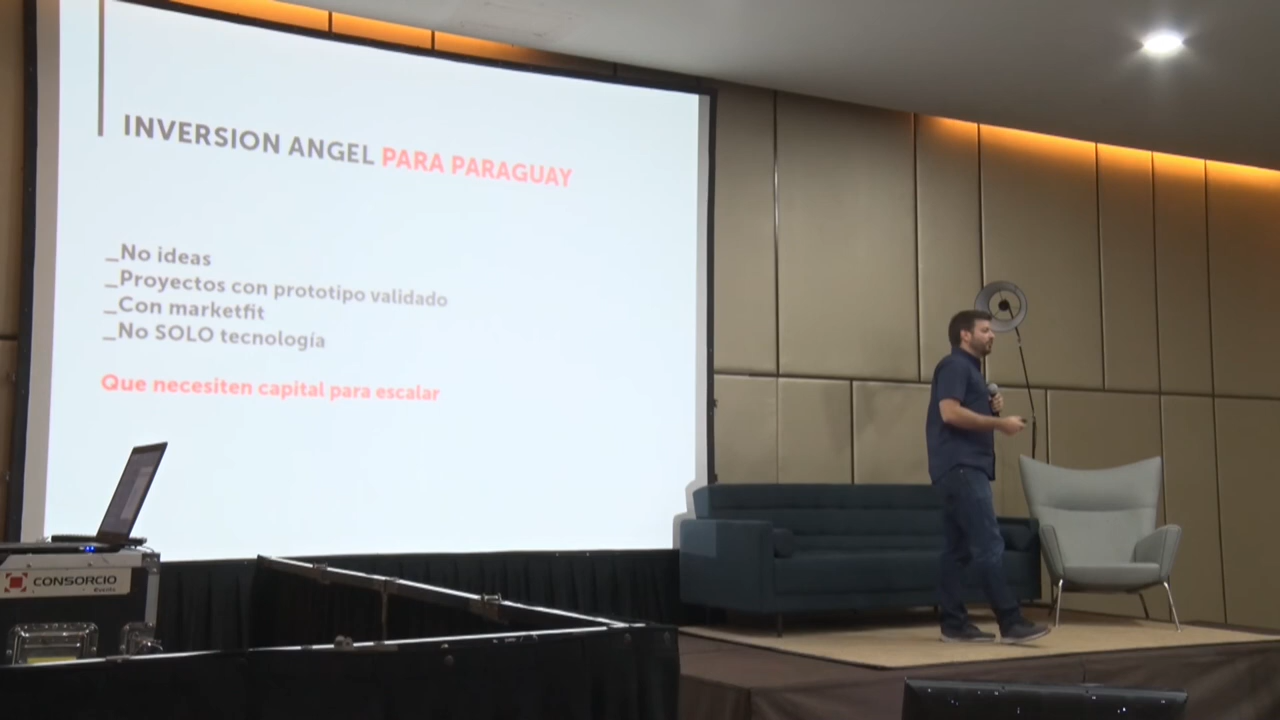 INVERSION ANGEL PARA PARAGUAY
_No ideas
_Proyectos con prototipo validado
_Con marketfit
_No SOLO tecnología
Que necesiten capital para escalar
CONSORCIO
Events